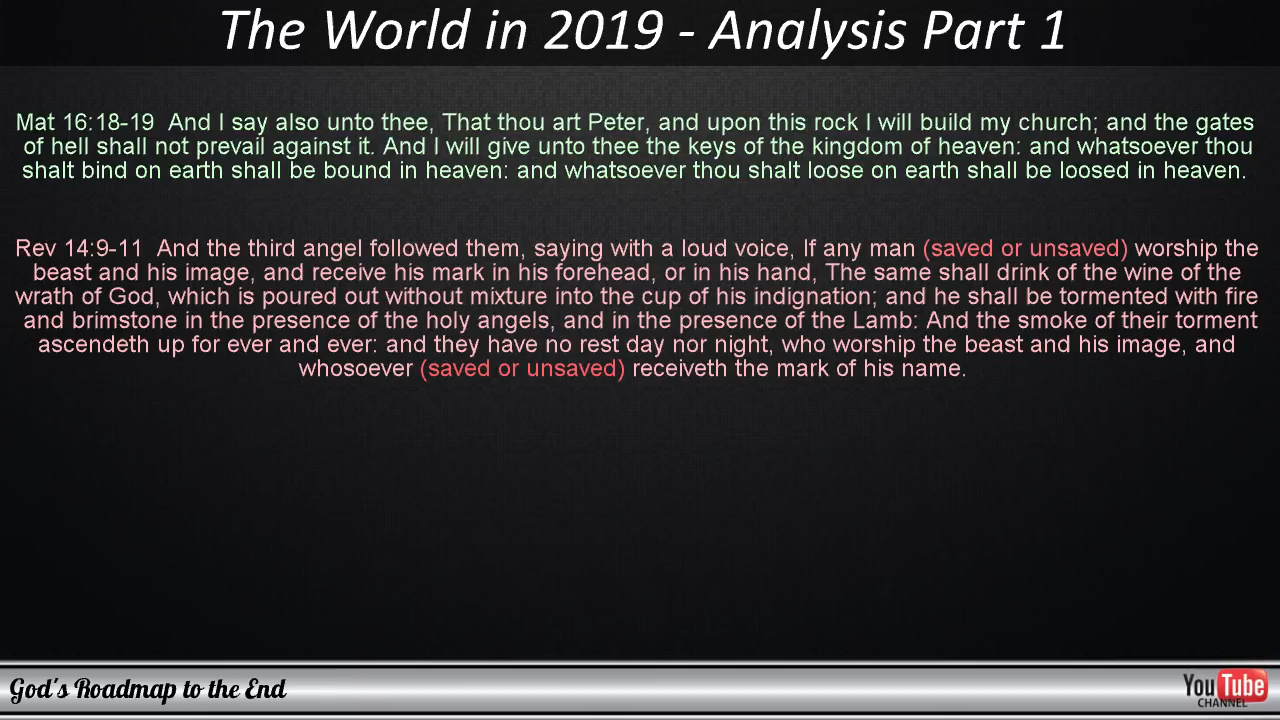 The World in 2019 - Analysis Part 1
Mat 16:18-19  And I say also unto thee, That thou art Peter, and upon this rock I will build my church; and the gates
of hell shall not prevail against it. And I will give unto thee the keys of the kingdom of heaven: and whatsoever thou
shalt bind on earth shall be bound in heaven: and whatsoever thou shalt loose on earth shall be loosed in heaven.
Rev 14:9-11  And the third angel followed them, saying with a loud voice, If any man (saved or unsaved) worship the
beast and his image, and receive his mark in his forehead, or in his hand, The same shall drink of the wine of the
wrath of God, which is poured out without mixture into the cup of his indignation; and he shall be tormented with fire
and brimstone in the presence of the holy angels, and in the presence of the Lamb: And the smoke of their torment
ascendeth up for ever and ever: and they have no rest day nor night, who worship the beast and his image, and
whosoever (saved or unsaved) receiveth the mark of his name.
God's Roadmap to the End
YouTube
CHANNEL